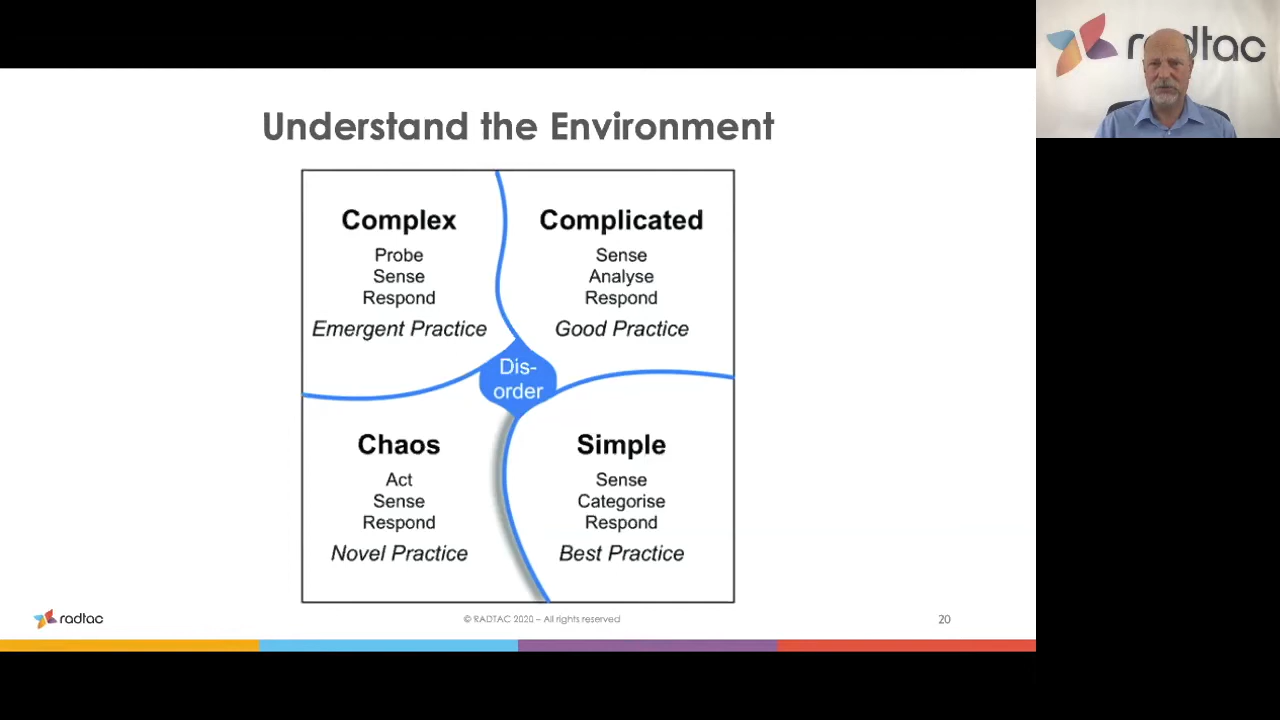 Understand the Environment
Complex
Probe
Sense
Respond
Emergent Practice
Complicated
Sense
Analyse
Respond
Good Practice
Dis-
order
Chaos
Act
Sense
Respond
Novel Practice
Simple
Sense
Categorise
Respond
Best Practice
radtac
© RADTAC 2020 – All rights reserved
20
radtac